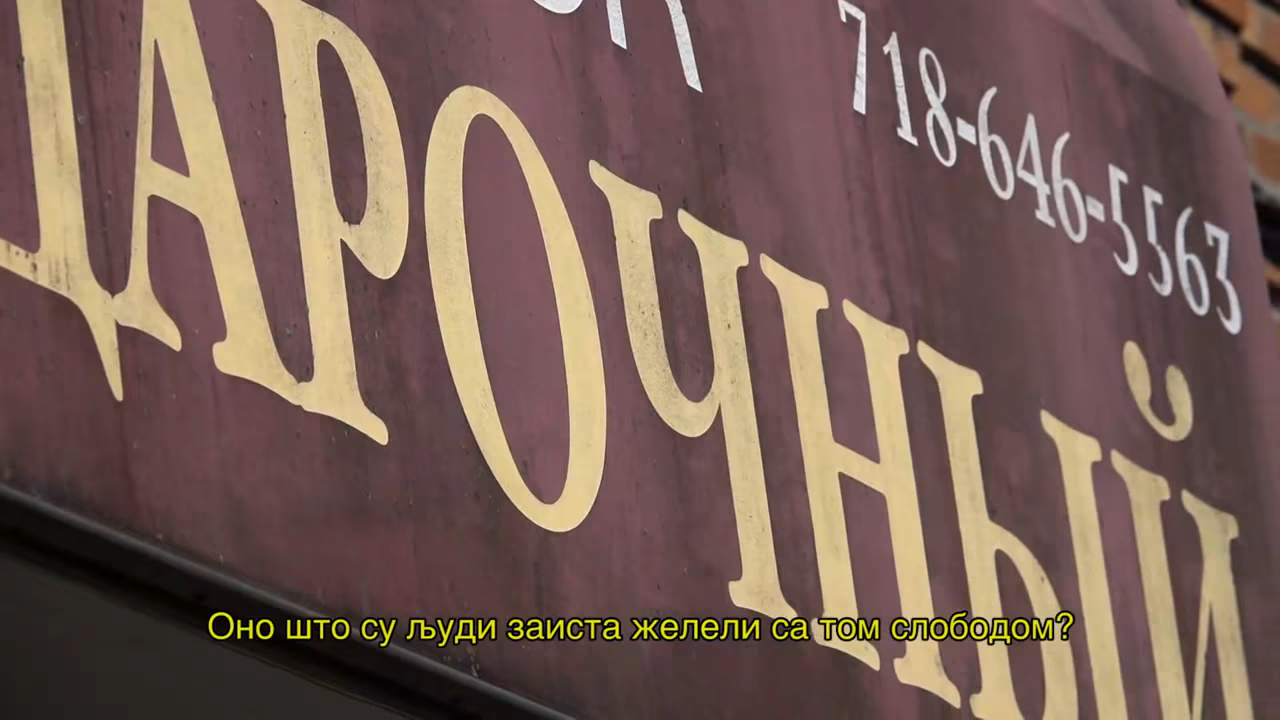 718-646-5563
ДАРОЧНЫЙ
Оно што су људи заиста желели са том слободом?